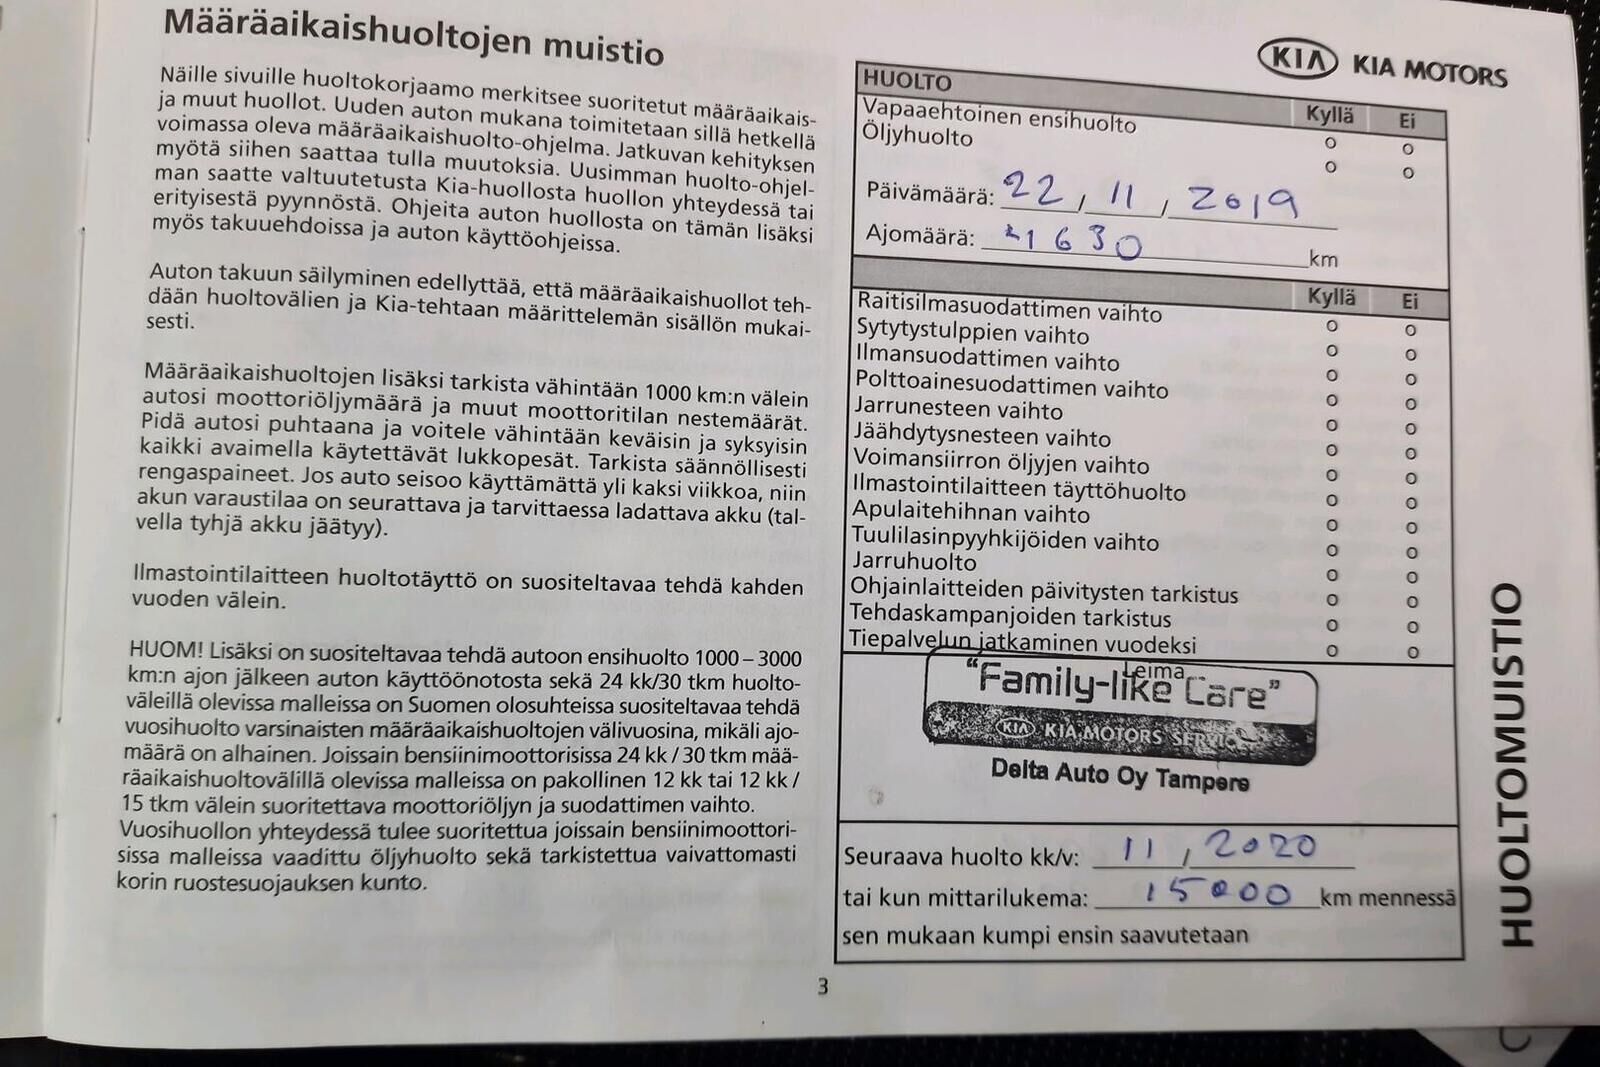 Määräaikaishuoltojen muistio
Näille sivuille huoltokorjaamo merkitsee suoritetut määräaikais-
ja muut huollot. Uuden auton mukana toimitetaan sillä hetkellä
voimassa oleva määräaikaishuolto-ohjelma. Jatkuvan kehityksen
myötä siihen saattaa tulla muutoksia. Uusimman huolto-ohjel-
man saatte valtuutetusta Kia-huollosta huollon yhteydessä tai
erityisestä pyynnöstä. Ohjeita auton huollosta on tämän lisäksi
myös takuuehdoissa ja auton käyttöohjeissa.
Auton takuun säilyminen edellyttää, että määräaikaishuollot teh-
dään huoltovälien ja Kia-tehtaan määrittelemän sisällön mukai-
sesti.
Määräaikaishuoltojen lisäksi tarkista vähintään 1000 km:n välein
autosi moottoriöljymäärä ja muut moottoritilan nestemäärät.
Pidä autosi puhtaana ja voitele vähintään keväisin ja syksyisin
kaikki avaimella käytettävät lukkopesät. Tarkista säännöllisesti
rengaspaineet. Jos auto seisoo käyttämättä yli kaksi viikkoa, niin
akun varaustilaa on seurattava ja tarvittaessa ladattava akku (tal-
vella tyhjä akku jäätyy).
Ilmastointilaitteen huoltotäyttö on suositeltavaa tehdä kahden
vuoden välein.
HUOM! Lisäksi on suositeltavaa tehdä autoon ensihuolto 1000 – 3000
km:n ajon jälkeen auton käyttöönotosta sekä 24 kk/30 tkm huolto-
väleillä olevissa malleissa on Suomen olosuhteissa suositeltavaa tehdä
vuosihuolto varsinaisten määräaikaishuoltojen välivuosina, mikäli ajo-
määrä on alhainen. Joissain bensiinimoottorisissa 24 kk / 30 tkm mää-
räaikaishuoltovälillä olevissa malleissa on pakollinen 12 kk tai 12 kk /
15 tkm välein suoritettava moottoriöljyn ja suodattimen vaihto.
Vuosihuollon yhteydessä tulee suoritettua joissain bensiinimoottori-
sissa malleissa vaadittu öljyhuolto sekä tarkistettua vaivattomasti
korin ruostesuojauksen kunto.
KIA KIA MOTORS
HUOLTO Kyllä Ei
Vapaaehtoinen ensihuolto o o
Öljyhuolto o o
Päivämäärä: 22, 11, 2019
Ajomäärä: 1630 km
Kyllä Ei
Raitisilmasuodattimen vaihto o o
Sytytystulppien vaihto o o
Ilmansuodattimen vaihto o o
Polttoainesuodattimen vaihto o o
Jarrunesteen vaihto o o
Jäähdytysnesteen vaihto o o
Voimansiirron öljyjen vaihto o o
Ilmastointilaitteen täyttöhuolto o o
Apulaitehihnan vaihto o o
Tuulilasinpyyhkijöiden vaihto o o
Jarruhuolto o o
Ohjainlaitteiden päivitysten tarkistus o o
Tehdaskampanjoiden tarkistus o o
Tiepalvelun jatkaminen vuodeksi o o
Leima
"Family-like Care"
KIA KIA MOTORS SERVICE
Delta Auto Oy Tampere
Seuraava huolto kk/v: 11, 2020
tai kun mittarilukema: 15000 km mennessä
sen mukaan kumpi ensin saavutetaan
HUOLTOMUISTIO
3